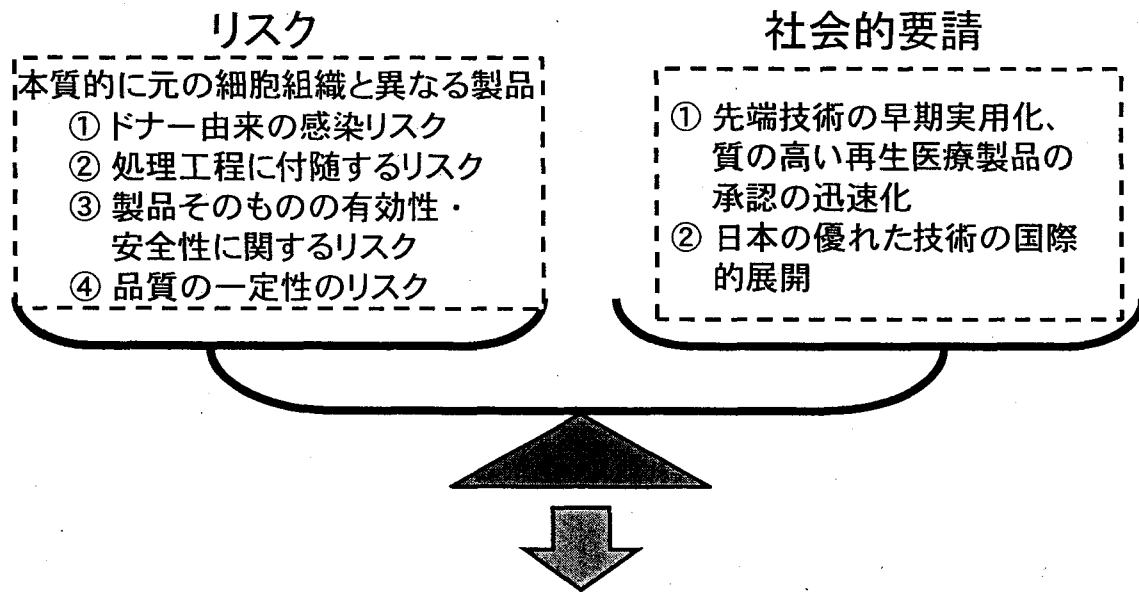 リスク
本質的に元の細胞組織と異なる製品
① ドナー由来の感染リスク
② 処理工程に付随するリスク
③ 製品そのものの有効性・
安全性に関するリスク
④ 品質の一定性のリスク
社会的要請
① 先端技術の早期実用化、
質の高い再生医療製品の
承認の迅速化
② 日本の優れた技術の国際
的展開